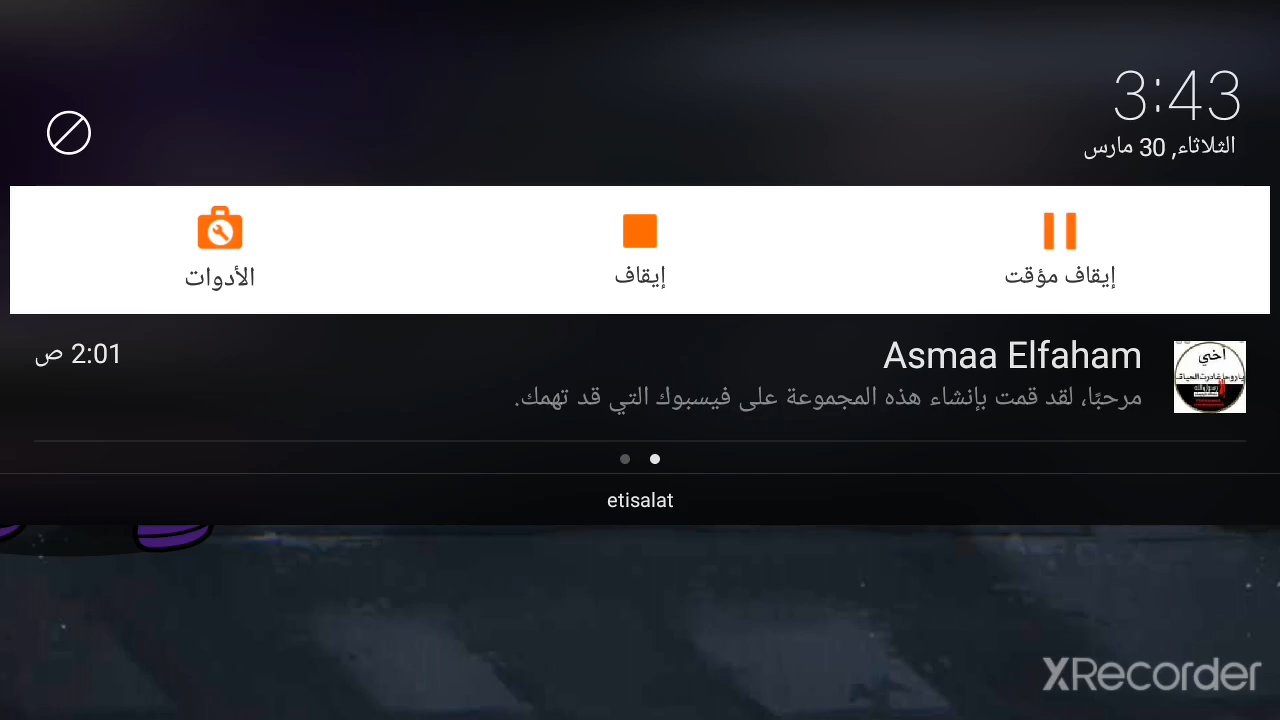 3:43
الثلاثاء, 30 مارس
إيقاف مؤقت
إيقاف
الأدوات
Asmaa Elfaham
2:01 ص
مرحبًا، لقد قمت بإنشاء هذه المجموعة على فيسبوك التي قد تهمك.
أخي
etisalat
XRecorder